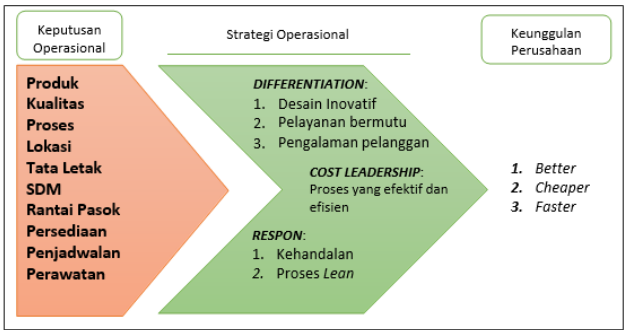 Keputusan
Operasional
Strategi Operasional
Keunggulan
Perusahaan
Produk
Kualitas
Proses
Lokasi
Tata Letak
SDM
Rantai Pasok
Persediaan
Penjadwalan
Perawatan
DIFFERENTIATION:
1. Desain Inovatif
2. Pelayanan bermutu
3. Pengalaman pelanggan
COST LEADERSHIP:
Proses yang efektif dan
efisien
RESPON:
1. Kehandalan
2. Proses Lean
1. Better
2. Cheaper
3. Faster